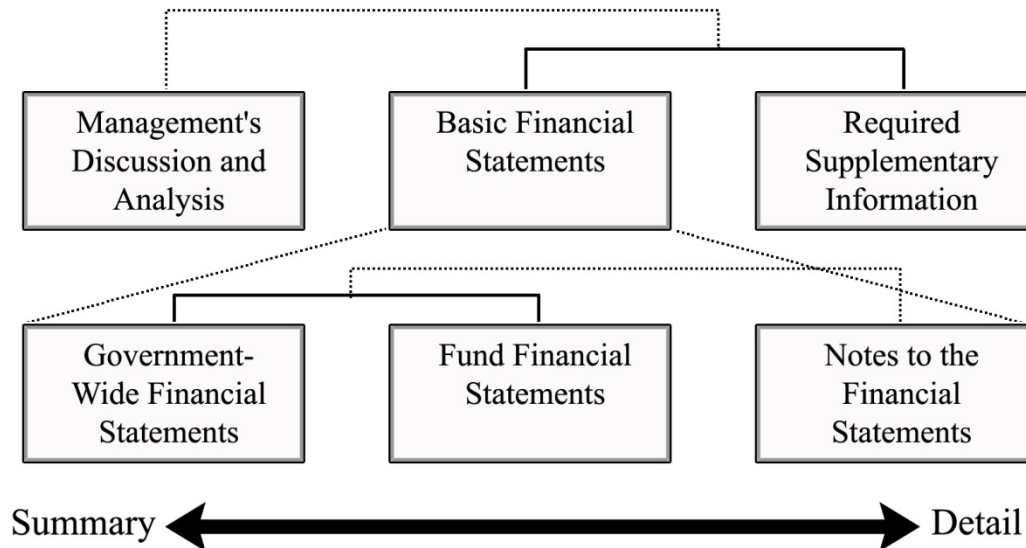 Management's
Discussion and
Analysis
Basic Financial
Statements
Required
Supplementary
Information
Government-
Wide Financial
Statements
Fund Financial
Statements
Notes to the
Financial
Statements
Summary
Detail